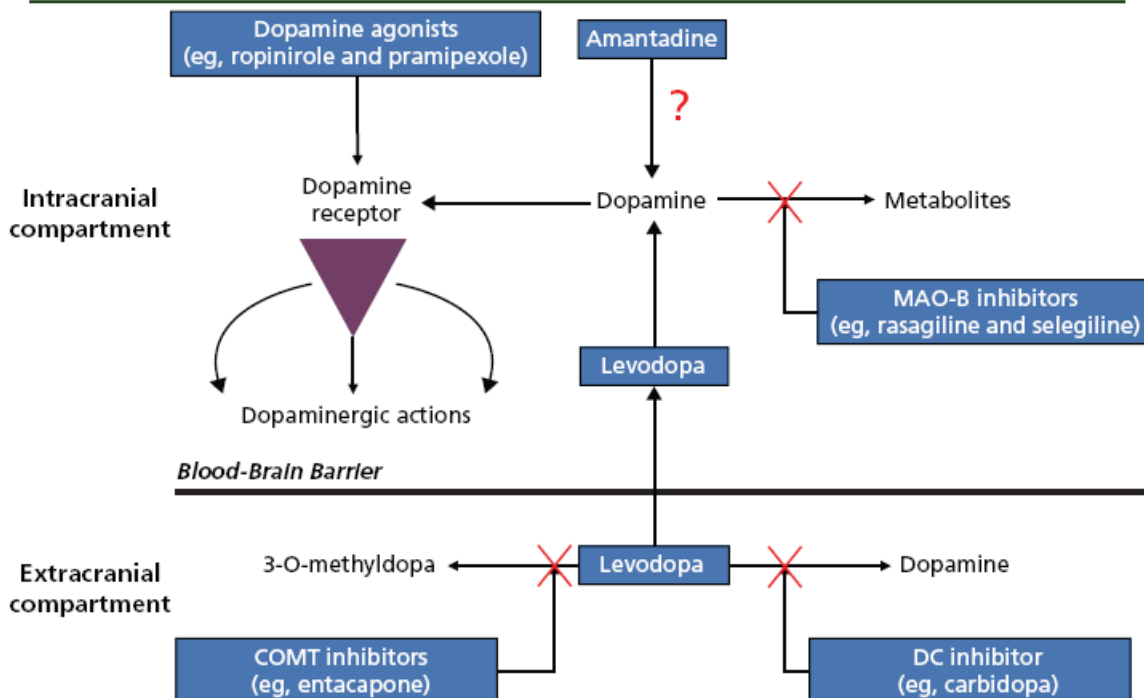 Dopamine agonists
(eg, ropinirole and pramipexole)
Amantadine
?
Intracranial
compartment
Dopamine
receptor
Dopamine
Metabolites
MAO-B inhibitors
(eg, rasagiline and selegiline)
Levodopa
Dopaminergic actions
Blood-Brain Barrier
Extracranial
compartment
3-O-methyldopa
Levodopa
Dopamine
COMT inhibitors
(eg, entacapone)
DC inhibitor
(eg, carbidopa)